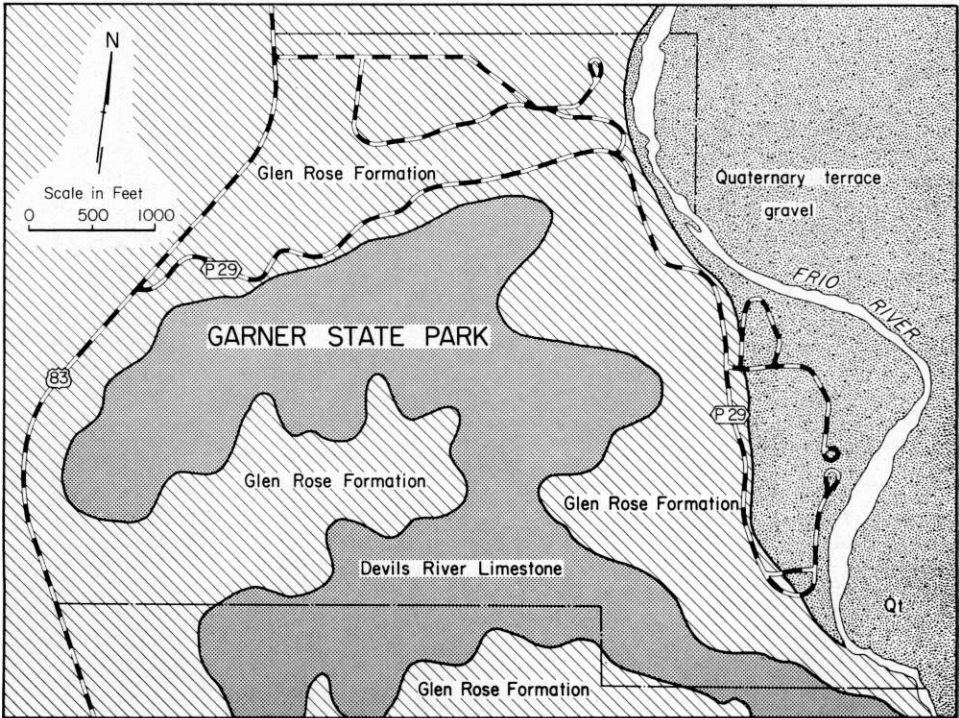 N
Scale in Feet
0 500 1000
Glen Rose Formation
Quaternary terrace
gravel
P 29
FRIO RIVER
GARNER STATE PARK
83
P 29
Glen Rose Formation
Glen Rose Formation
Devils River Limestone
Qt
Glen Rose Formation